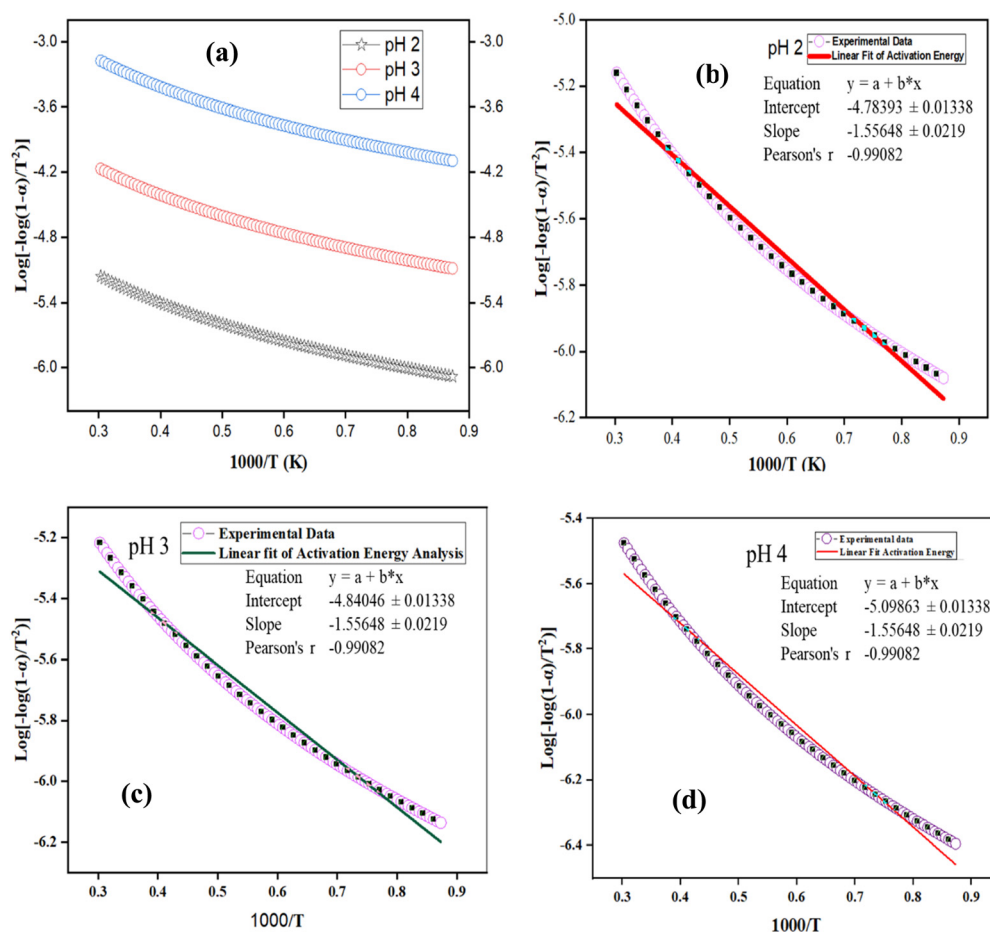 (a)
pH 2
pH 3
pH 4
-3.0
-3.6
-4.2
-4.8
-5.4
-6.0
-3.0
-3.6
-4.2
-4.8
-5.4
-6.0
0.3 0.4 0.5 0.6 0.7 0.8 0.9
Log[-log(1-α)/T²)]
1000/T (K)
(b)
pH 2
Experimental Data
Linear Fit of Activation Energy
Equation y = a + b*x
Intercept -4.78393 ± 0.01338
Slope -1.55648 ± 0.0219
Pearson's r -0.99082
-5.0
-5.2
-5.4
-5.6
-5.8
-6.0
-6.2
0.3 0.4 0.5 0.6 0.7 0.8 0.9
Log[-log(1-α)/T²)]
1000/T (K)
(c)
pH 3
Experimental Data
Linear fit of Activation Energy Analysis
Equation y = a + b*x
Intercept -4.84046 ± 0.01338
Slope -1.55648 ± 0.0219
Pearson's r -0.99082
-5.2
-5.4
-5.6
-5.8
-6.0
-6.2
0.3 0.4 0.5 0.6 0.7 0.8 0.9
Log[-log(1-α)/T²)]
1000/T
(d)
pH 4
Experimental data
Linear Fit Activation Energy
Equation y = a + b*x
Intercept -5.09863 ± 0.01338
Slope -1.55648 ± 0.0219
Pearson's r -0.99082
-5.4
-5.6
-5.8
-6.0
-6.2
-6.4
0.3 0.4 0.5 0.6 0.7 0.8 0.9
Log[-log(1-α)/T²)]
1000/T